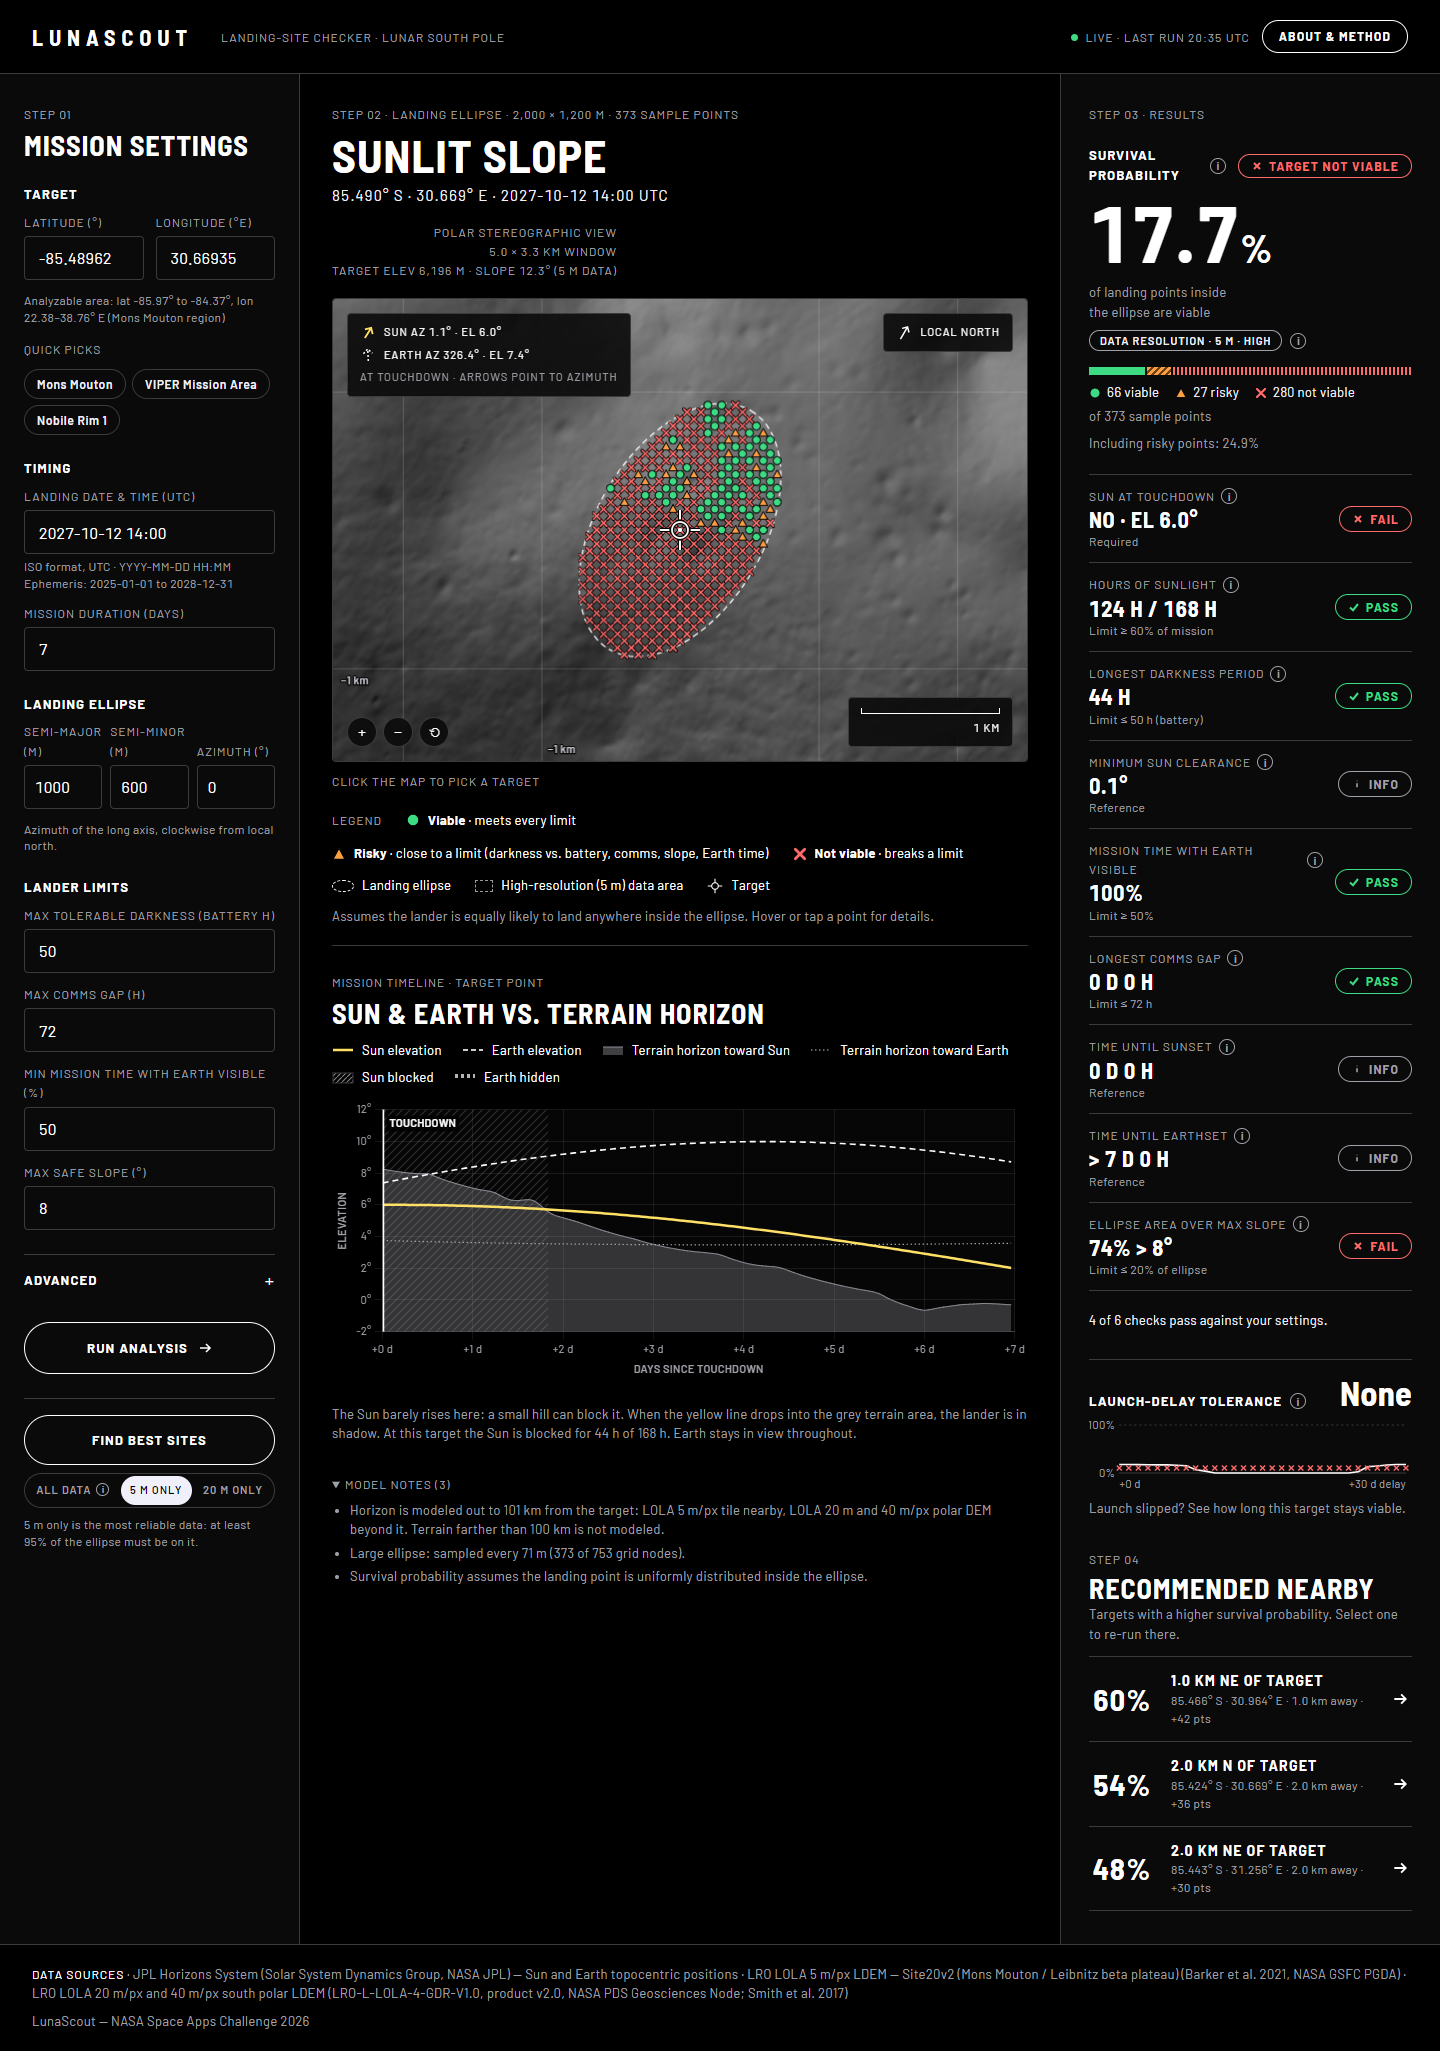 LUNASCOUT
LANDING-SITE CHECKER · LUNAR SOUTH POLE
LIVE · LAST RUN 20:35 UTC
ABOUT & METHOD
STEP 01
MISSION SETTINGS
TARGET
LATITUDE (°)
LONGITUDE (°E)
-85.48962
30.66935
Analyzable area: lat -85.97° to -84.37°, lon
22.38–38.76° E (Mons Mouton region)
QUICK PICKS
Mons Mouton
VIPER Mission Area
Nobile Rim 1
TIMING
LANDING DATE & TIME (UTC)
2027-10-12 14:00
ISO format, UTC · YYYY-MM-DD HH:MM
Ephemeris: 2025-01-01 to 2028-12-31
MISSION DURATION (DAYS)
7
LANDING ELLIPSE
SEMI-MAJOR (M)
SEMI-MINOR (M)
AZIMUTH (°)
1000
600
0
Azimuth of the long axis, clockwise from local
north.
LANDER LIMITS
MAX TOLERABLE DARKNESS (BATTERY H)
50
MAX COMMS GAP (H)
72
MIN MISSION TIME WITH EARTH VISIBLE
(%)
50
MAX SAFE SLOPE (°)
8
ADVANCED +
RUN ANALYSIS →
FIND BEST SITES
ALL DATA i
5 M ONLY
20 M ONLY
5 m only is the most reliable data: at least
95% of the ellipse must be on it.
STEP 02 · LANDING ELLIPSE · 2,000 × 1,200 M · 373 SAMPLE POINTS
SUNLIT SLOPE
85.490° S · 30.669° E · 2027-10-12 14:00 UTC
POLAR STEREOGRAPHIC VIEW
5.0 × 3.3 KM WINDOW
TARGET ELEV 6,196 M · SLOPE 12.3° (5 M DATA)
SUN AZ 1.1° · EL 6.0°
EARTH AZ 326.4° · EL 7.4°
AT TOUCHDOWN · ARROWS POINT TO AZIMUTH
LOCAL NORTH
−1 km
−1 km
+
−
1 KM
CLICK THE MAP TO PICK A TARGET
LEGEND
Viable · meets every limit
Risky · close to a limit (darkness vs. battery, comms, slope, Earth time)
Not viable · breaks a limit
Landing ellipse
High-resolution (5 m) data area
Target
Assumes the lander is equally likely to land anywhere inside the ellipse. Hover or tap a point for details.
MISSION TIMELINE · TARGET POINT
SUN & EARTH VS. TERRAIN HORIZON
Sun elevation
Earth elevation
Terrain horizon toward Sun
Terrain horizon toward Earth
Sun blocked
Earth hidden
TOUCHDOWN
ELEVATION
12°
10°
8°
6°
4°
2°
0°
-2°
+0 d
+1 d
+2 d
+3 d
+4 d
+5 d
+6 d
+7 d
DAYS SINCE TOUCHDOWN
The Sun barely rises here: a small hill can block it. When the yellow line drops into the grey terrain area, the lander is in
shadow. At this target the Sun is blocked for 44 h of 168 h. Earth stays in view throughout.
▼ MODEL NOTES (3)
• Horizon is modeled out to 101 km from the target: LOLA 5 m/px tile nearby, LOLA 20 m and 40 m/px polar DEM
beyond it. Terrain farther than 100 km is not modeled.
• Large ellipse: sampled every 71 m (373 of 753 grid nodes).
• Survival probability assumes the landing point is uniformly distributed inside the ellipse.
STEP 03 · RESULTS
SURVIVAL
PROBABILITY i
× TARGET NOT VIABLE
17.7%
of landing points inside
the ellipse are viable
DATA RESOLUTION · 5 M · HIGH i
66 viable
27 risky
280 not viable
of 373 sample points
Including risky points: 24.9%
SUN AT TOUCHDOWN i
NO · EL 6.0°
Required
× FAIL
HOURS OF SUNLIGHT i
124 H / 168 H
Limit ≥ 60% of mission
✓ PASS
LONGEST DARKNESS PERIOD i
44 H
Limit ≤ 50 h (battery)
✓ PASS
MINIMUM SUN CLEARANCE i
0.1°
Reference
i INFO
MISSION TIME WITH EARTH
VISIBLE i
100%
Limit ≥ 50%
✓ PASS
LONGEST COMMS GAP i
0 D 0 H
Limit ≤ 72 h
✓ PASS
TIME UNTIL SUNSET i
0 D 0 H
Reference
i INFO
TIME UNTIL EARTHSET i
> 7 D 0 H
Reference
i INFO
ELLIPSE AREA OVER MAX SLOPE i
74% > 8°
Limit ≤ 20% of ellipse
× FAIL
4 of 6 checks pass against your settings.
LAUNCH-DELAY TOLERANCE i
None
100%
0%
+0 d
+30 d delay
Launch slipped? See how long this target stays viable.
STEP 04
RECOMMENDED NEARBY
Targets with a higher survival probability. Select one
to re-run there.
60%
1.0 KM NE OF TARGET
85.466° S · 30.964° E · 1.0 km away ·
+42 pts
→
54%
2.0 KM N OF TARGET
85.424° S · 30.669° E · 2.0 km away ·
+36 pts
→
48%
2.0 KM NE OF TARGET
85.443° S · 31.256° E · 2.0 km away ·
+30 pts
→
DATA SOURCES · JPL Horizons System (Solar System Dynamics Group, NASA JPL) — Sun and Earth topocentric positions · LRO LOLA 5 m/px LDEM — Site20v2 (Mons Mouton / Leibnitz beta plateau) (Barker et al. 2021, NASA GSFC PGDA) ·
LRO LOLA 20 m/px and 40 m/px south polar LDEM (LRO-L-LOLA-4-GDR-V1.0, product v2.0, NASA PDS Geosciences Node; Smith et al. 2017)
LunaScout — NASA Space Apps Challenge 2026